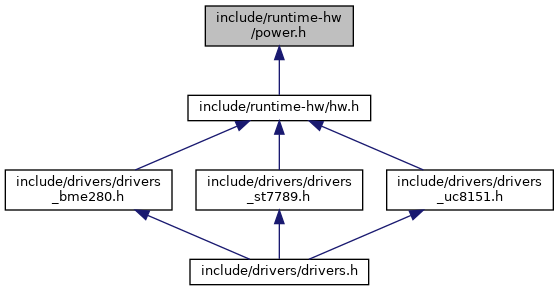 include/runtime-hw
/power.h
include/runtime-hw/hw.h
include/drivers/drivers
_bme280.h
include/drivers/drivers
_st7789.h
include/drivers/drivers
_uc8151.h
include/drivers/drivers.h